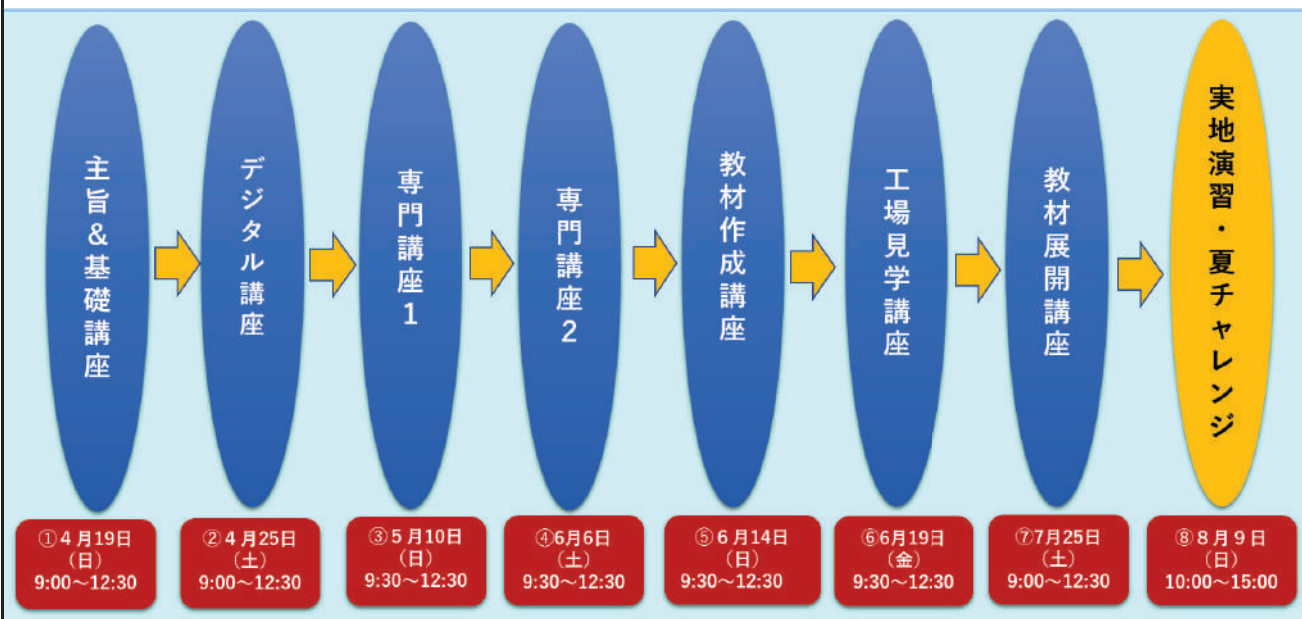 主旨&基礎講座
デジタル講座
専門講座1
専門講座2
教材作成講座
工場見学講座
教材展開講座
実地演習・夏チャレンジ
①4月19日
（日）
9:00～12:30
②4月25日
（土）
9:00～12:30
③5月10日
（日）
9:30～12:30
④6月6日
（土）
9:30～12:30
⑤6月14日
（日）
9:30～12:30
⑥6月19日
（金）
9:30～12:30
⑦7月25日
（土）
9:00～12:30
⑧8月9日
（日）
10:00～15:00